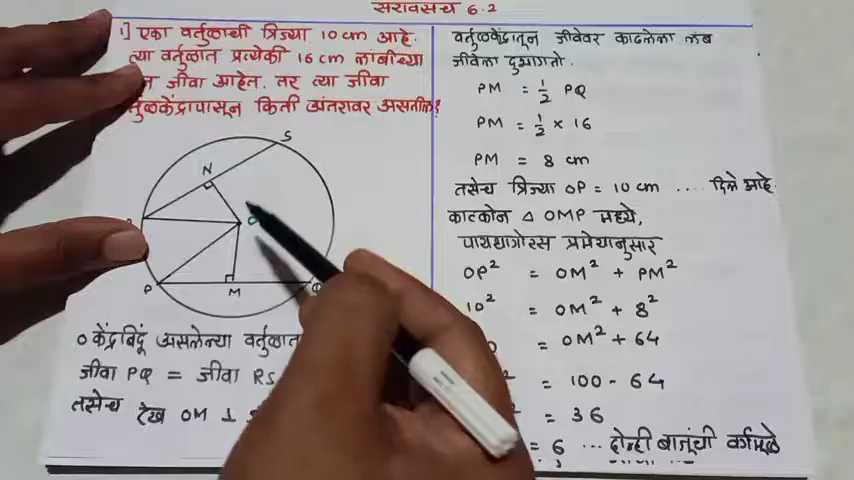 सरावसंच 6.2
1] एका वर्तुळाची त्रिज्या 10 cm आहे.
त्या वर्तुळात प्रत्येकी 16 cm लांबीच्या
जीवा आहेत. तर त्या जीवा
किती अंतरावर असतील?
S
N
O
P
M
O केंद्रबिंदू असलेल्या वर्तुळात
जीवा PQ = जीवा RS
तसेच रेख OM ⊥
वर्तुळकेंद्रातून जीवेवर काढलेला लंब
जीवेला दुभागतो.
PM = 1/2 PQ
PM = 1/2 × 16
PM = 8 cm
तसेच त्रिज्या OP = 10 cm .... दिले आहे.
काटकोन △ OMP मध्ये,
पायथागोरस प्रमेयानुसार
OP² = OM² + PM²
10² = OM² + 8²
= OM² + 64
= 100 - 64
= 36
= 6 ... दोन्ही बाजूंची वर्गमूळे